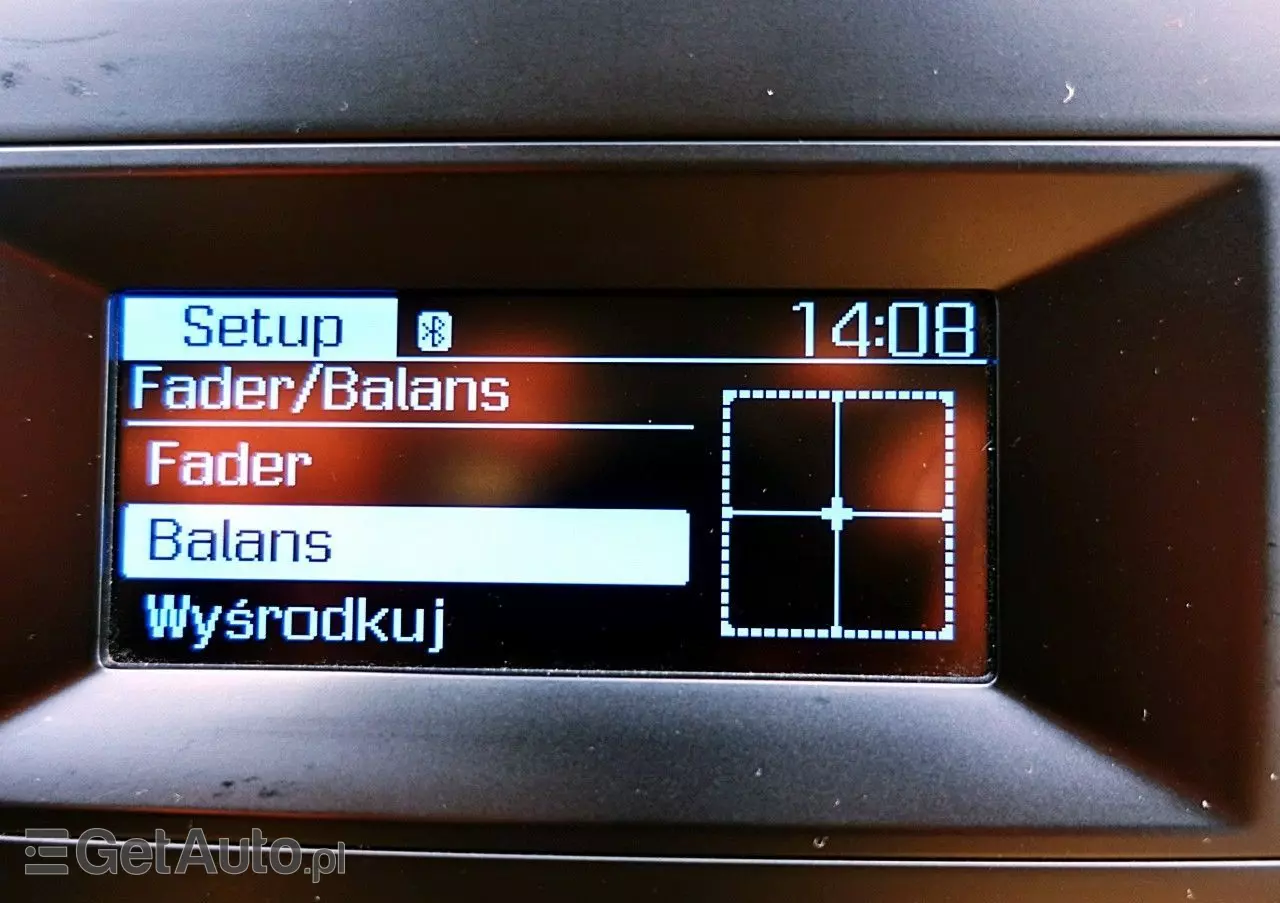 Setup 14:08
Fader/Balans
Fader
Balans
Wyśrodkuj
GetAuto.pl